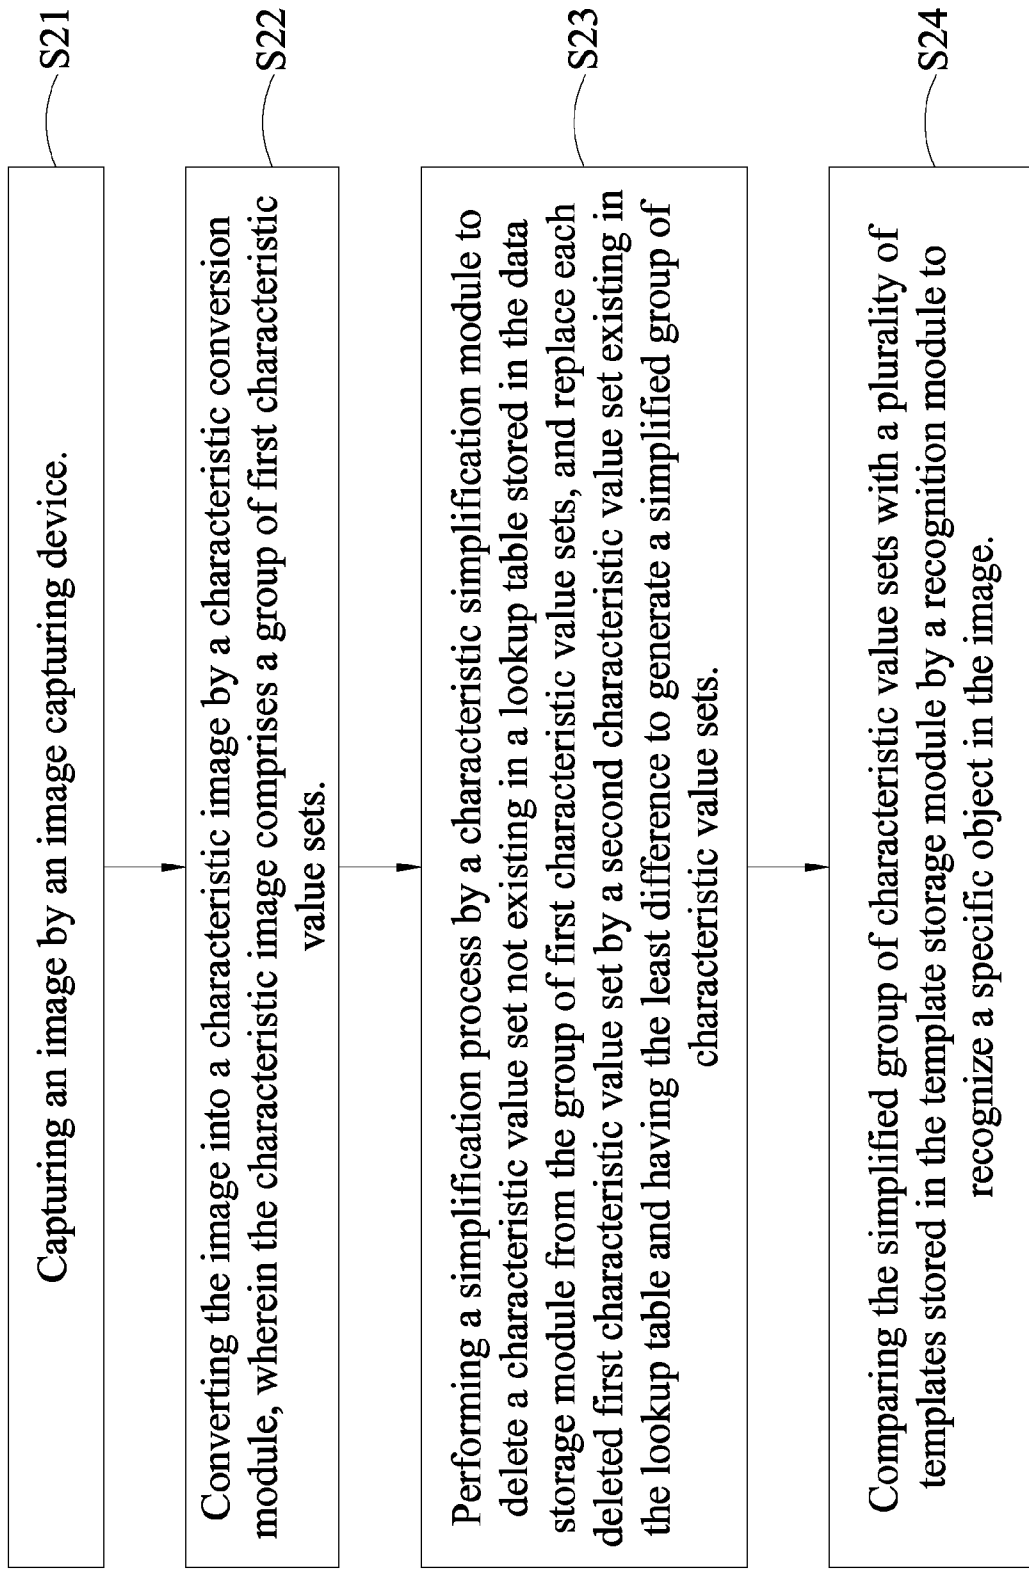 Capturing an image by an image capturing device.
S21
Converting the image into a characteristic image by a characteristic conversion
module, wherein the characteristic image comprises a group of first characteristic
value sets.
S22
Performing a simplification process by a characteristic simplification module to
delete a characteristic value set not existing in a lookup table stored in the data
storage module from the group of first characteristic value sets, and replace each
deleted first characteristic value set by a second characteristic value set existing in
the lookup table and having the least difference to generate a simplified group of
characteristic value sets.
S23
Comparing the simplified group of characteristic value sets with a plurality of
templates stored in the template storage module by a recognition module to
recognize a specific object in the image.
S24